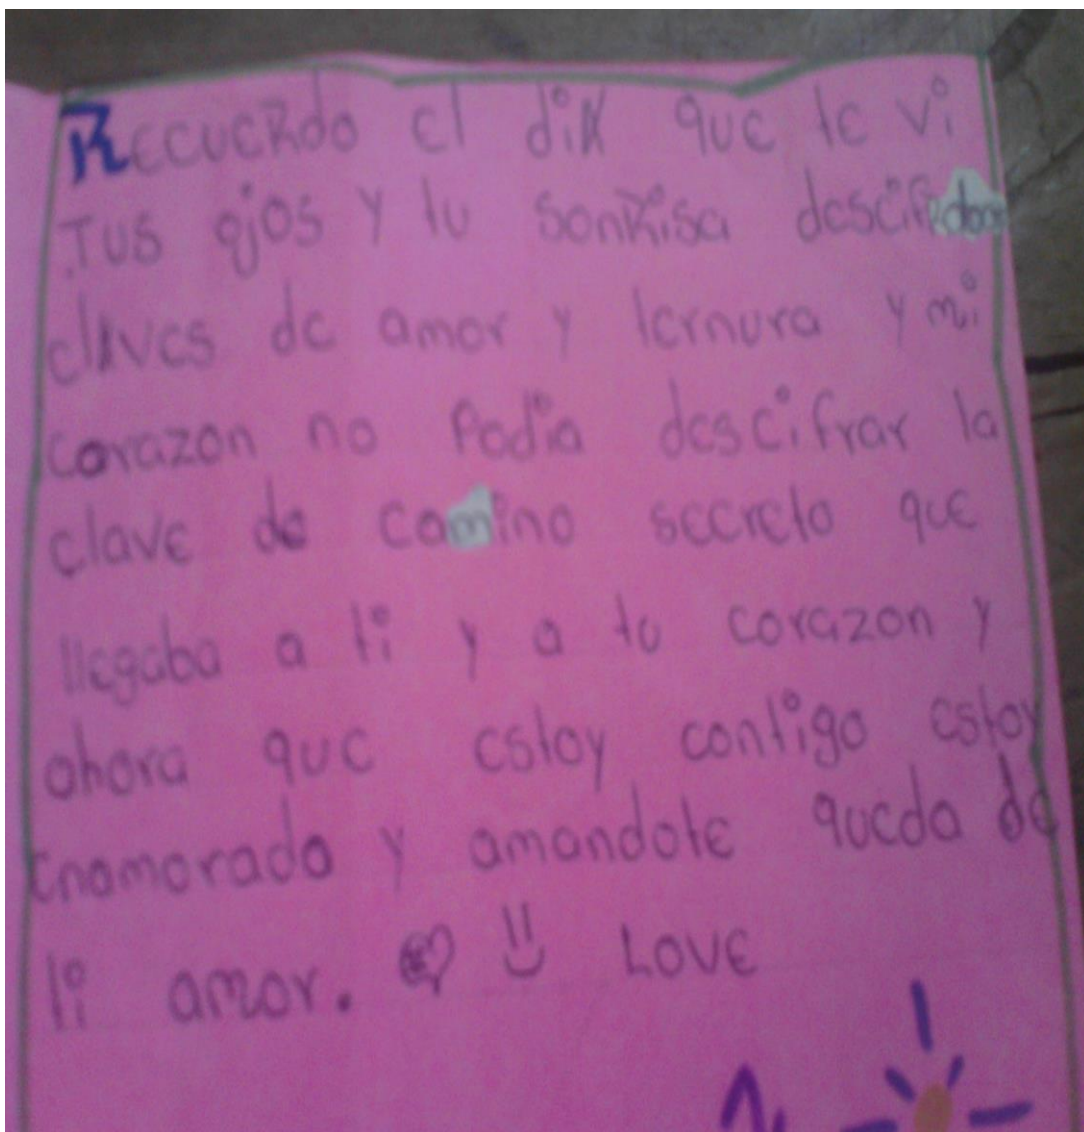 Recuerdo el dia que te vi
Tus ojos y tu sonrisa
claves de amor y ternura y mi
corazon no Podia descifrar la
clave de camino secreto que
llegaba a ti y a tu corazon y
ahora que estoy contigo estoy
enamorado y amandote queda de
ti amor. Love